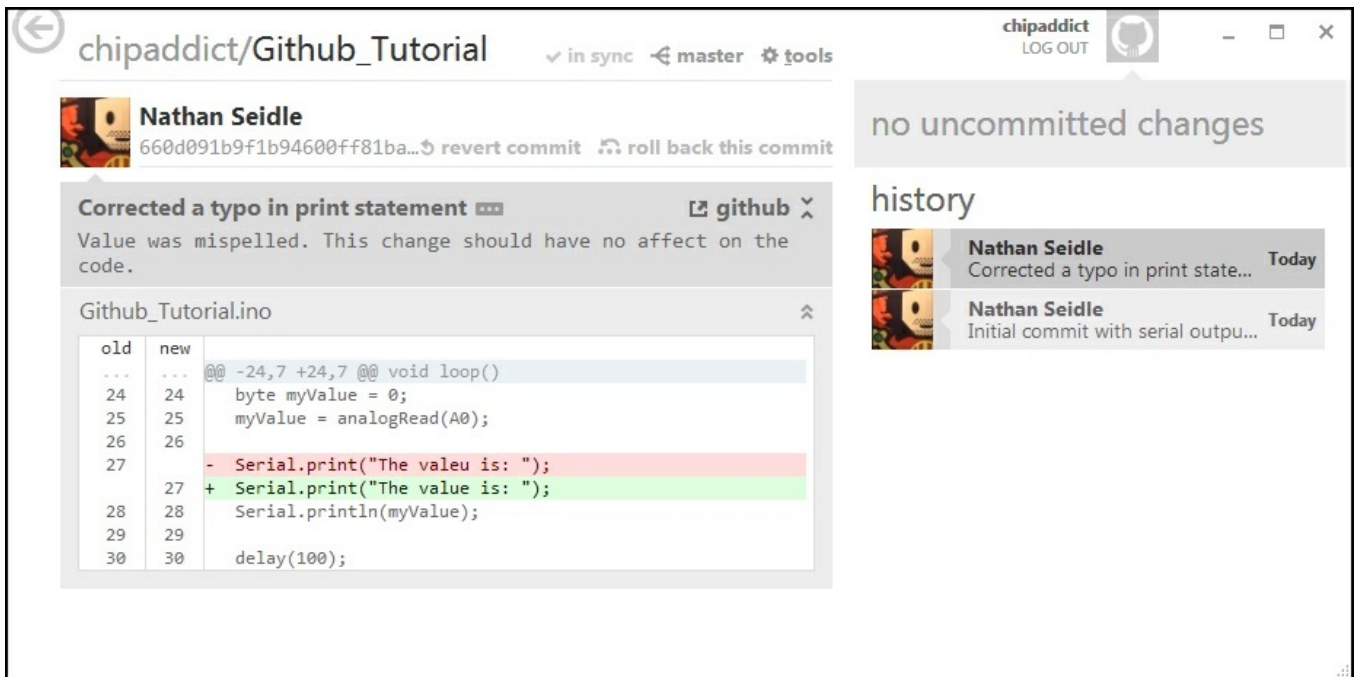 chipaddict/Github_Tutorial
in sync master tools
chipaddict
LOG OUT
Nathan Seidle
660d091b9f1b94600ff81ba... revert commit roll back this commit
Corrected a typo in print statement github
Value was mispelled. This change should have no affect on the
code.
Github_Tutorial.ino
old new
... ... @@ -24,7 +24,7 @@ void loop()
24 24 byte myValue = 0;
25 25 myValue = analogRead(A0);
26 26
27 - Serial.print("The valeu is: ");
27 + Serial.print("The value is: ");
28 28 Serial.println(myValue);
29 29
30 30 delay(100);
no uncommitted changes
history
Nathan Seidle
Corrected a typo in print state...
Today
Nathan Seidle
Initial commit with serial outpu...
Today